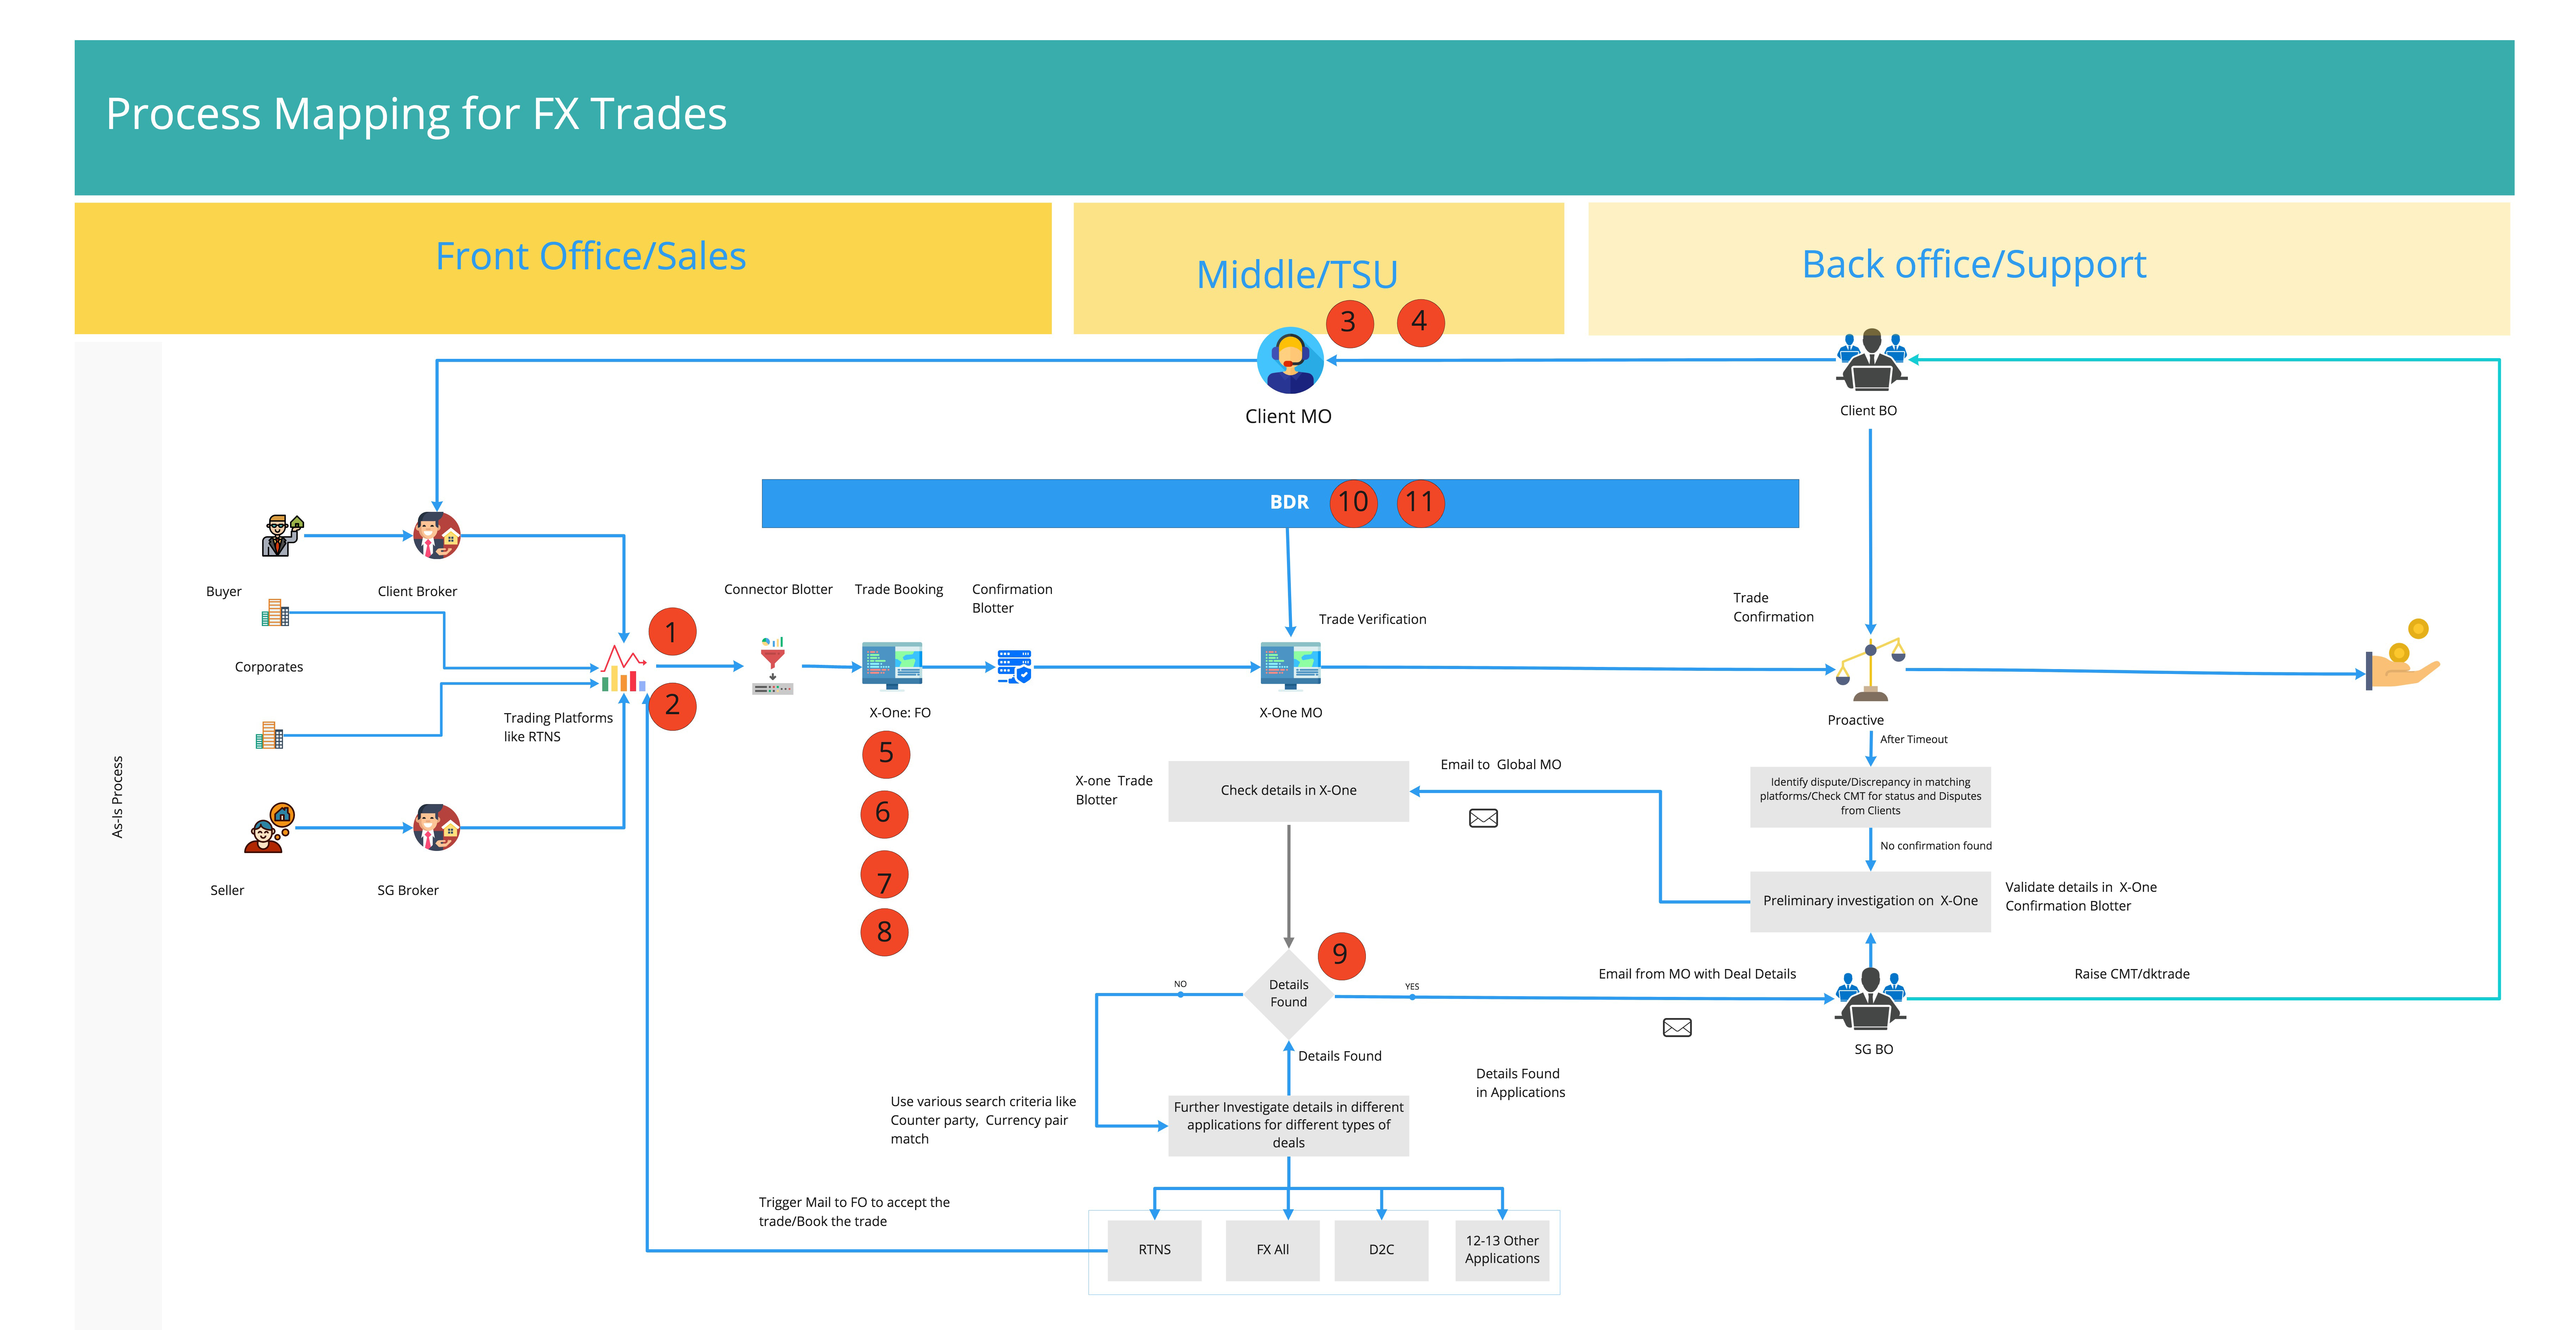 Process Mapping for FX Trades
Front Office/Sales
Middle/TSU
Back office/Support
3
4
Client MO
Client BO
BDR
10
11
Buyer
Client Broker
Connector Blotter
Trade Booking
Confirmation
Blotter
Trade Verification
Trade
Confirmation
1
Corporates
2
Trading Platforms
like RTNS
X-One: FO
X-One MO
Proactive
After Timeout
5
6
7
8
X-one Trade
Blotter
Check details in X-One
Email to Global MO
Identify dispute/Discrepancy in matching
platforms/Check CMT for status and Disputes
from Clients
No confirmation found
As-Is Process
Seller
SG Broker
Preliminary investigation on X-One
Validate details in X-One
Confirmation Blotter
9
Details
Found
NO
YES
Email from MO with Deal Details
Raise CMT/dktrade
SG BO
Details Found
Details Found
in Applications
Use various search criteria like
Counter party, Currency pair
match
Further Investigate details in different
applications for different types of
deals
Trigger Mail to FO to accept the
trade/Book the trade
RTNS
FX All
D2C
12-13 Other
Applications